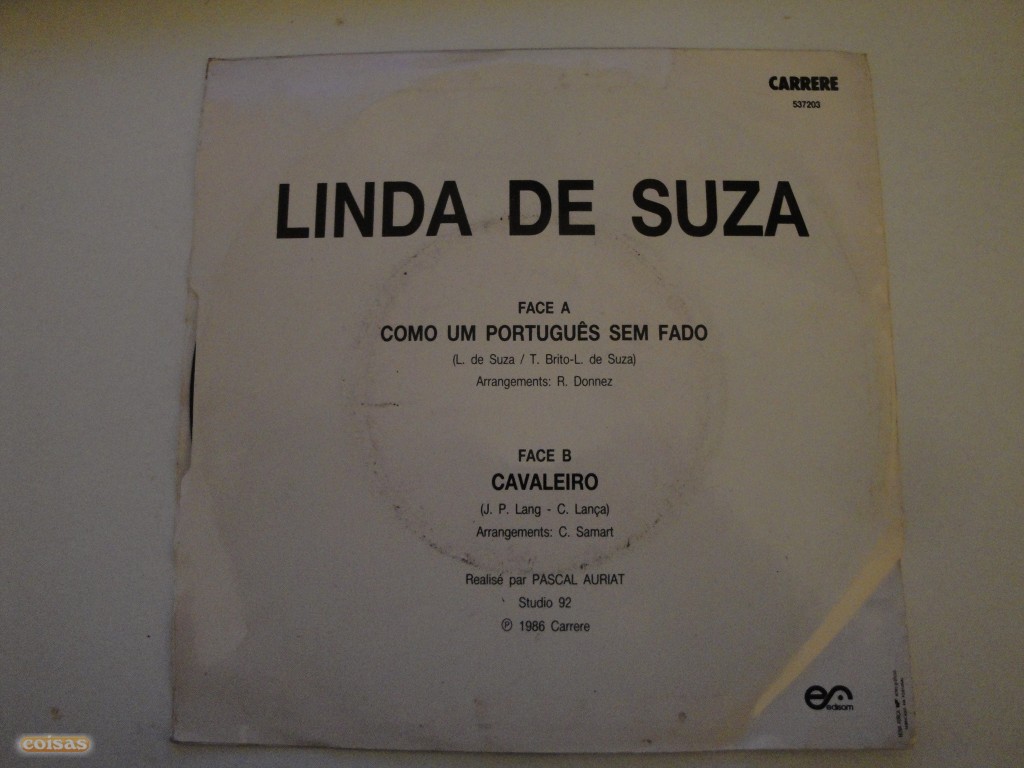 CARRERE
537203
LINDA DE SUZA
FACE A
COMO UM PORTUGUÊS SEM FADO
(L. de Suza / T. Brito-L. de Suza)
Arrangements: R. Donnez
FACE B
CAVALEIRO
(J. P. Lang - C. Lança)
Arrangements: C. Samart
Realisé par PASCAL AURIAT
Studio 92
℗ 1986 Carrere
edisom
coisas